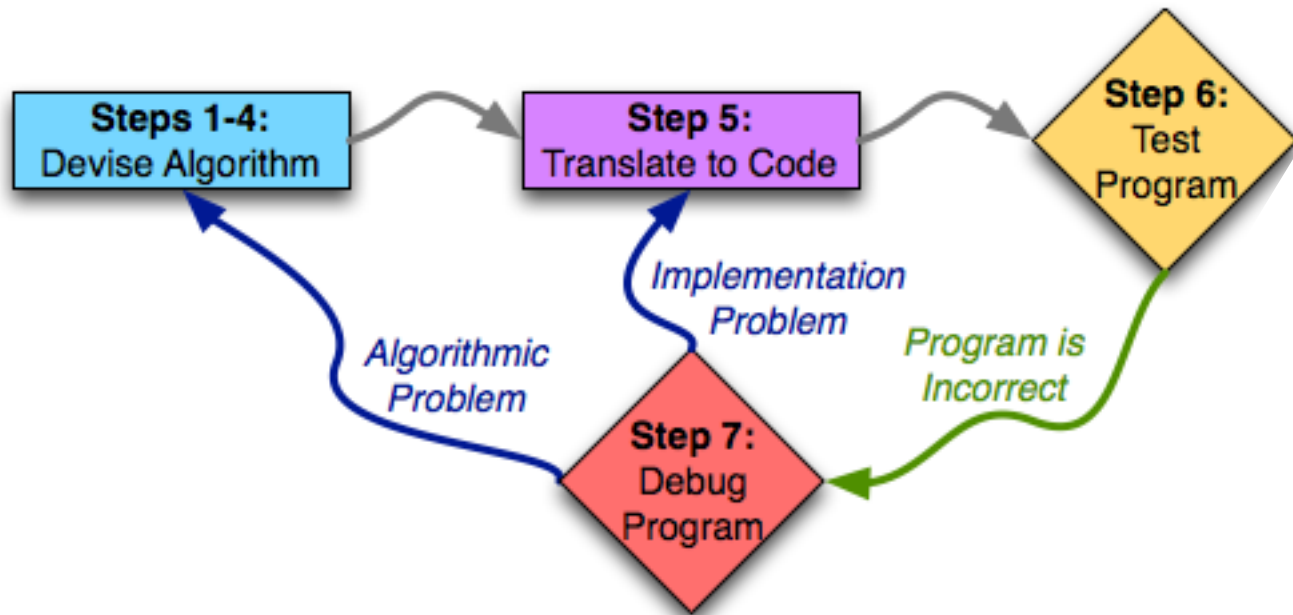 Steps 1-4:
Devise Algorithm
Step 5:
Translate to Code
Step 6:
Test
Program
Implementation
Problem
Program is
Incorrect
Algorithmic
Problem
Step 7:
Debug
Program